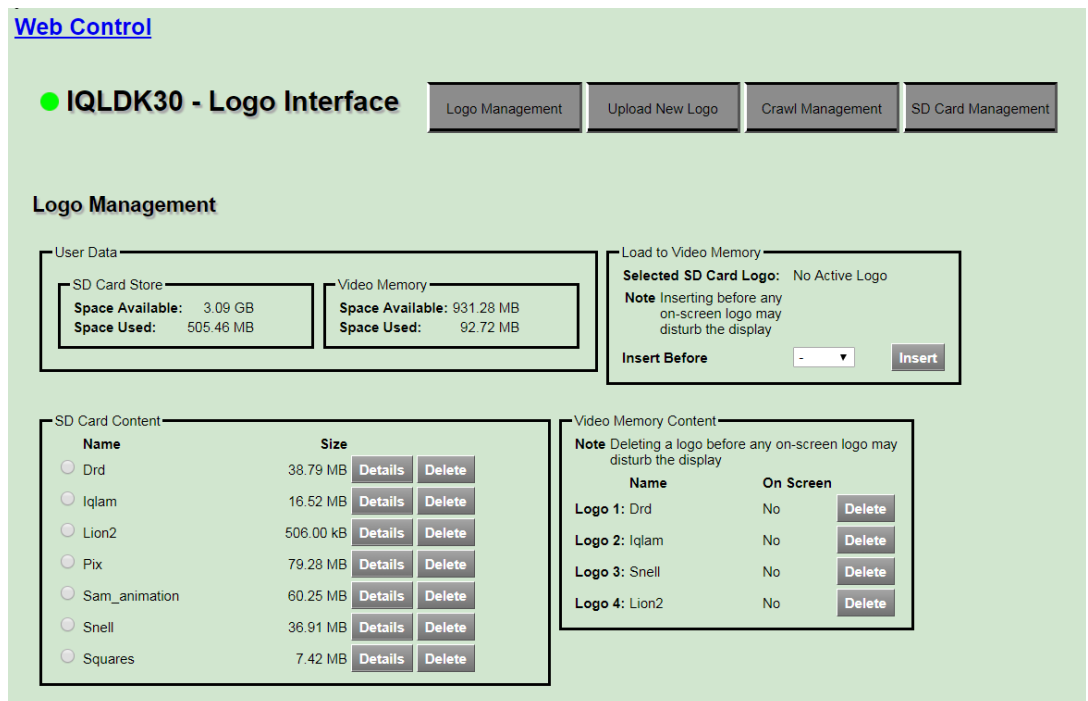 Web Control
IQLDK30 - Logo Interface
Logo Management
Upload New Logo
Crawl Management
SD Card Management
Logo Management
User Data
SD Card Store
Space Available: 3.09 GB
Space Used: 505.46 MB
Video Memory
Space Available: 931.28 MB
Space Used: 92.72 MB
Load to Video Memory
Selected SD Card Logo: No Active Logo
Note Inserting before any
on-screen logo may
disturb the display
Insert Before - Insert
SD Card Content
Name Size
Drd 38.79 MB Details Delete
Iqlam 16.52 MB Details Delete
Lion2 506.00 kB Details Delete
Pix 79.28 MB Details Delete
Sam_animation 60.25 MB Details Delete
Snell 36.91 MB Details Delete
Squares 7.42 MB Details Delete
Video Memory Content
Note Deleting a logo before any on-screen logo may
disturb the display
Name On Screen
Logo 1: Drd No Delete
Logo 2: Iqlam No Delete
Logo 3: Snell No Delete
Logo 4: Lion2 No Delete